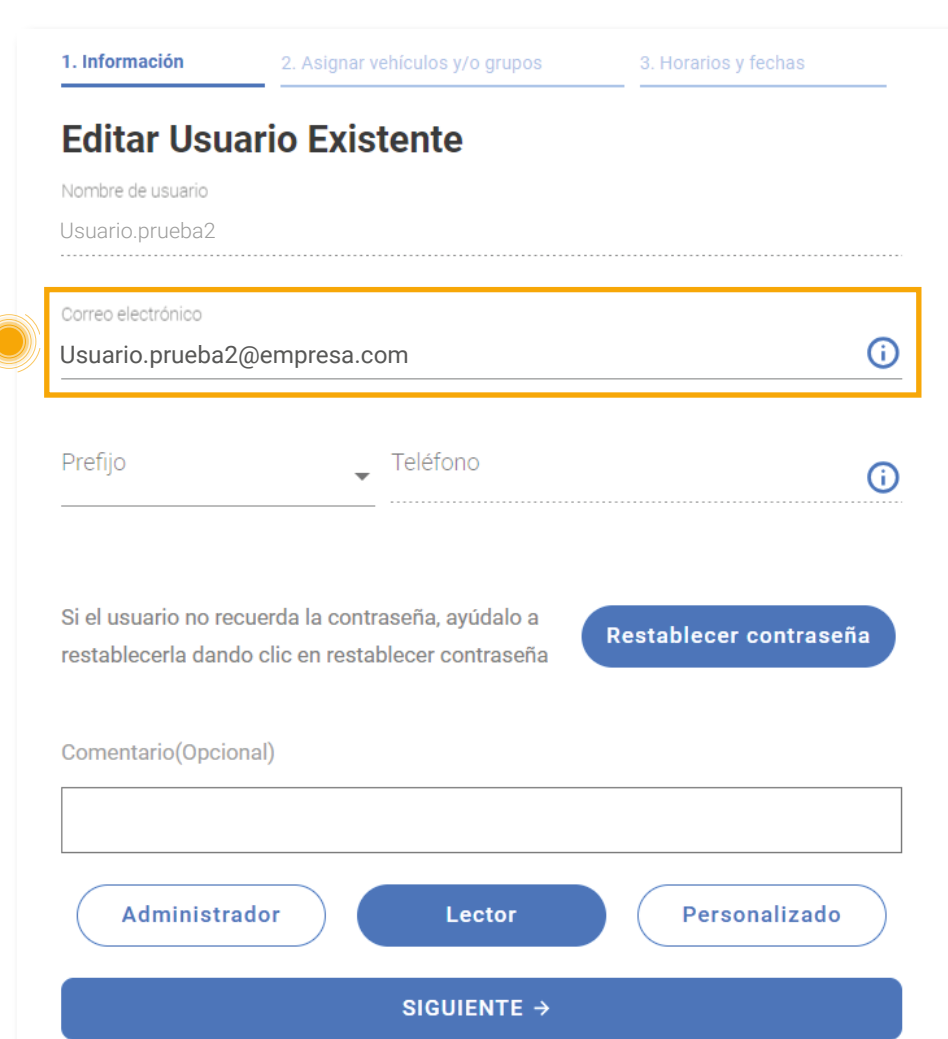 1. Información
2. Asignar vehículos y/o grupos
3. Horarios y fechas
Editar Usuario Existente
Nombre de usuario
Usuario.prueba2
Correo electrónico
Usuario.prueba2@empresa.com
Prefijo
Teléfono
Si el usuario no recuerda la contraseña, ayúdalo a
restablecerla dando clic en restablecer contraseña
Restablecer contraseña
Comentario(Opcional)
Administrador
Lector
Personalizado
SIGUIENTE →